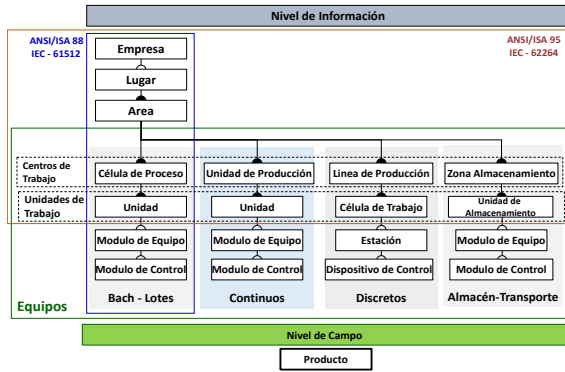 Nivel de Información
ANSI/ISA 88
IEC - 61512
ANSI/ISA 95
IEC - 62264
Empresa
Lugar
Area
Centros de
Trabajo
Célula de Proceso
Unidad de Producción
Linea de Producción
Zona Almacenamiento
Unidades de
Trabajo
Unidad
Unidad
Célula de Trabajo
Unidad de
Almacenamiento
Modulo de Equipo
Modulo de Equipo
Estación
Modulo de Equipo
Modulo de Control
Modulo de Control
Dispositivo de Control
Modulo de Control
Equipos
Bach - Lotes
Continuos
Discretos
Almacén-Transporte
Nivel de Campo
Producto